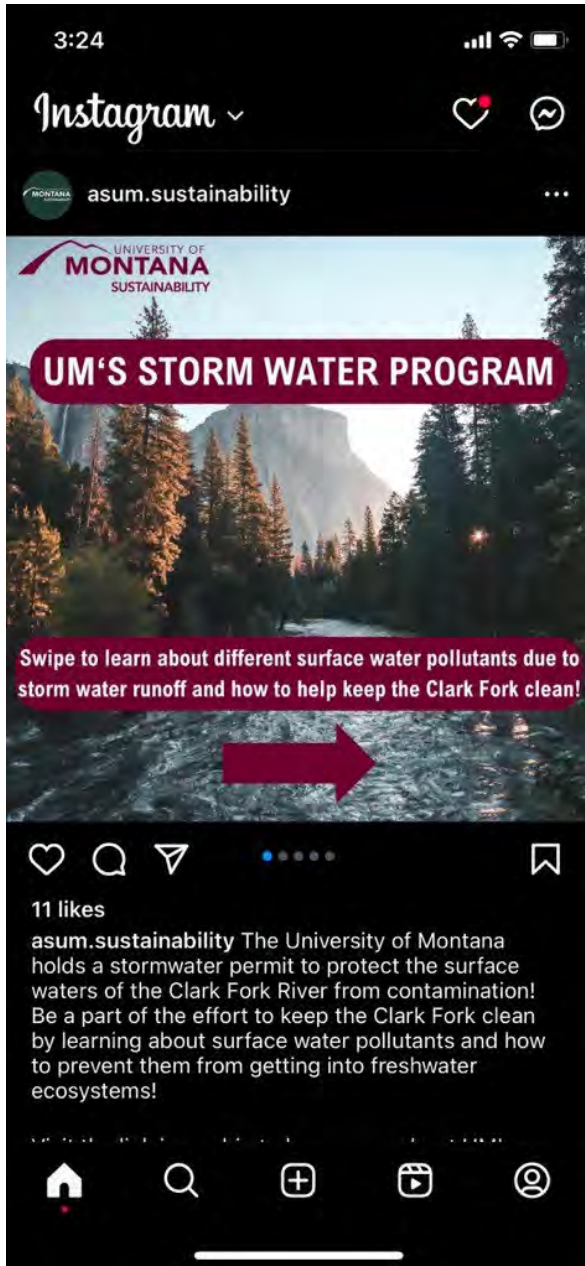 3:24
Instagram
MONTANA
asum.sustainability
UNIVERSITY OF
MONTANA
SUSTAINABILITY
UM‘S STORM WATER PROGRAM
Swipe to learn about different surface water pollutants due to
storm water runoff and how to help keep the Clark Fork clean!
11 likes
asum.sustainability The University of Montana
holds a stormwater permit to protect the surface
waters of the Clark Fork River from contamination!
Be a part of the effort to keep the Clark Fork clean
by learning about surface water pollutants and how
to prevent them from getting into freshwater
ecosystems!